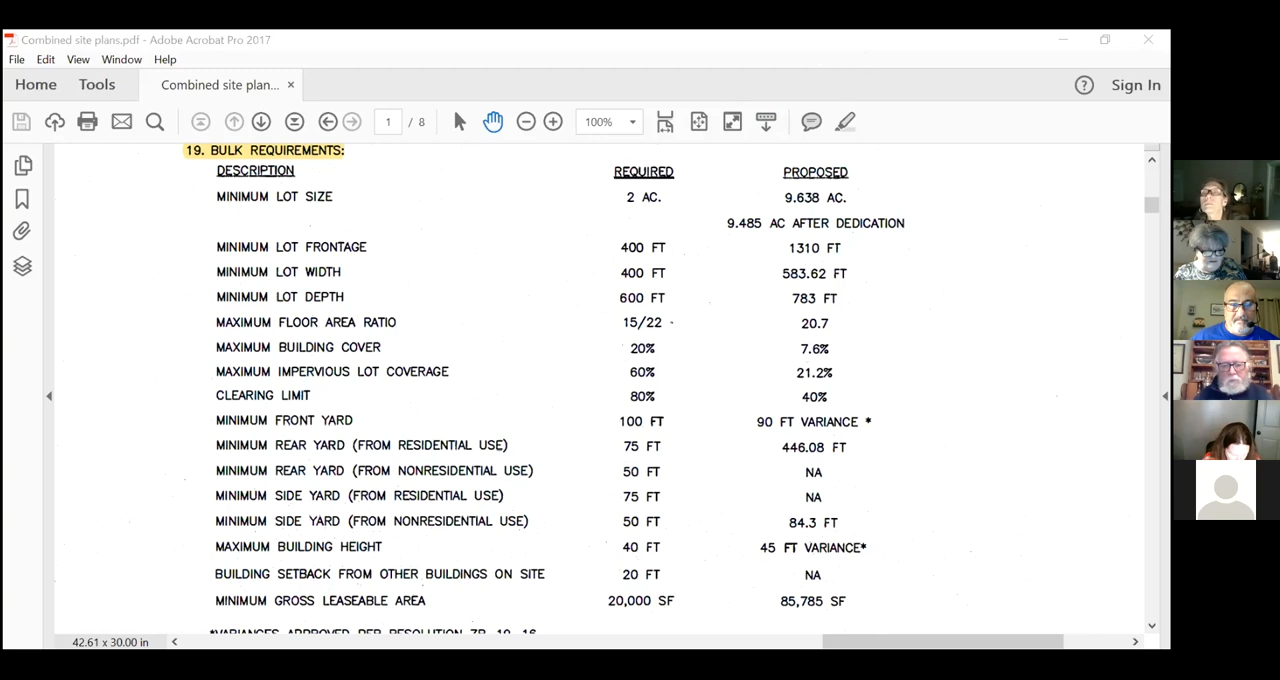 Combined site plans.pdf - Adobe Acrobat Pro 2017
File Edit View Window Help
Home Tools Combined site plan... × Sign In
1 / 8 100%
19. BULK REQUIREMENTS:
DESCRIPTION REQUIRED PROPOSED
MINIMUM LOT SIZE 2 AC. 9.638 AC.
9.485 AC AFTER DEDICATION
MINIMUM LOT FRONTAGE 400 FT 1310 FT
MINIMUM LOT WIDTH 400 FT 583.62 FT
MINIMUM LOT DEPTH 600 FT 783 FT
MAXIMUM FLOOR AREA RATIO 15/22 20.7
MAXIMUM BUILDING COVER 20% 7.6%
MAXIMUM IMPERVIOUS LOT COVERAGE 60% 21.2%
CLEARING LIMIT 80% 40%
MINIMUM FRONT YARD 100 FT 90 FT VARIANCE *
MINIMUM REAR YARD (FROM RESIDENTIAL USE) 75 FT 446.08 FT
MINIMUM REAR YARD (FROM NONRESIDENTIAL USE) 50 FT NA
MINIMUM SIDE YARD (FROM RESIDENTIAL USE) 75 FT NA
MINIMUM SIDE YARD (FROM NONRESIDENTIAL USE) 50 FT 84.3 FT
MAXIMUM BUILDING HEIGHT 40 FT 45 FT VARIANCE*
BUILDING SETBACK FROM OTHER BUILDINGS ON SITE 20 FT NA
MINIMUM GROSS LEASEABLE AREA 20,000 SF 85,785 SF
*VARIANCES APPROVED PER RESOLUTION
42.61 x 30.00 in